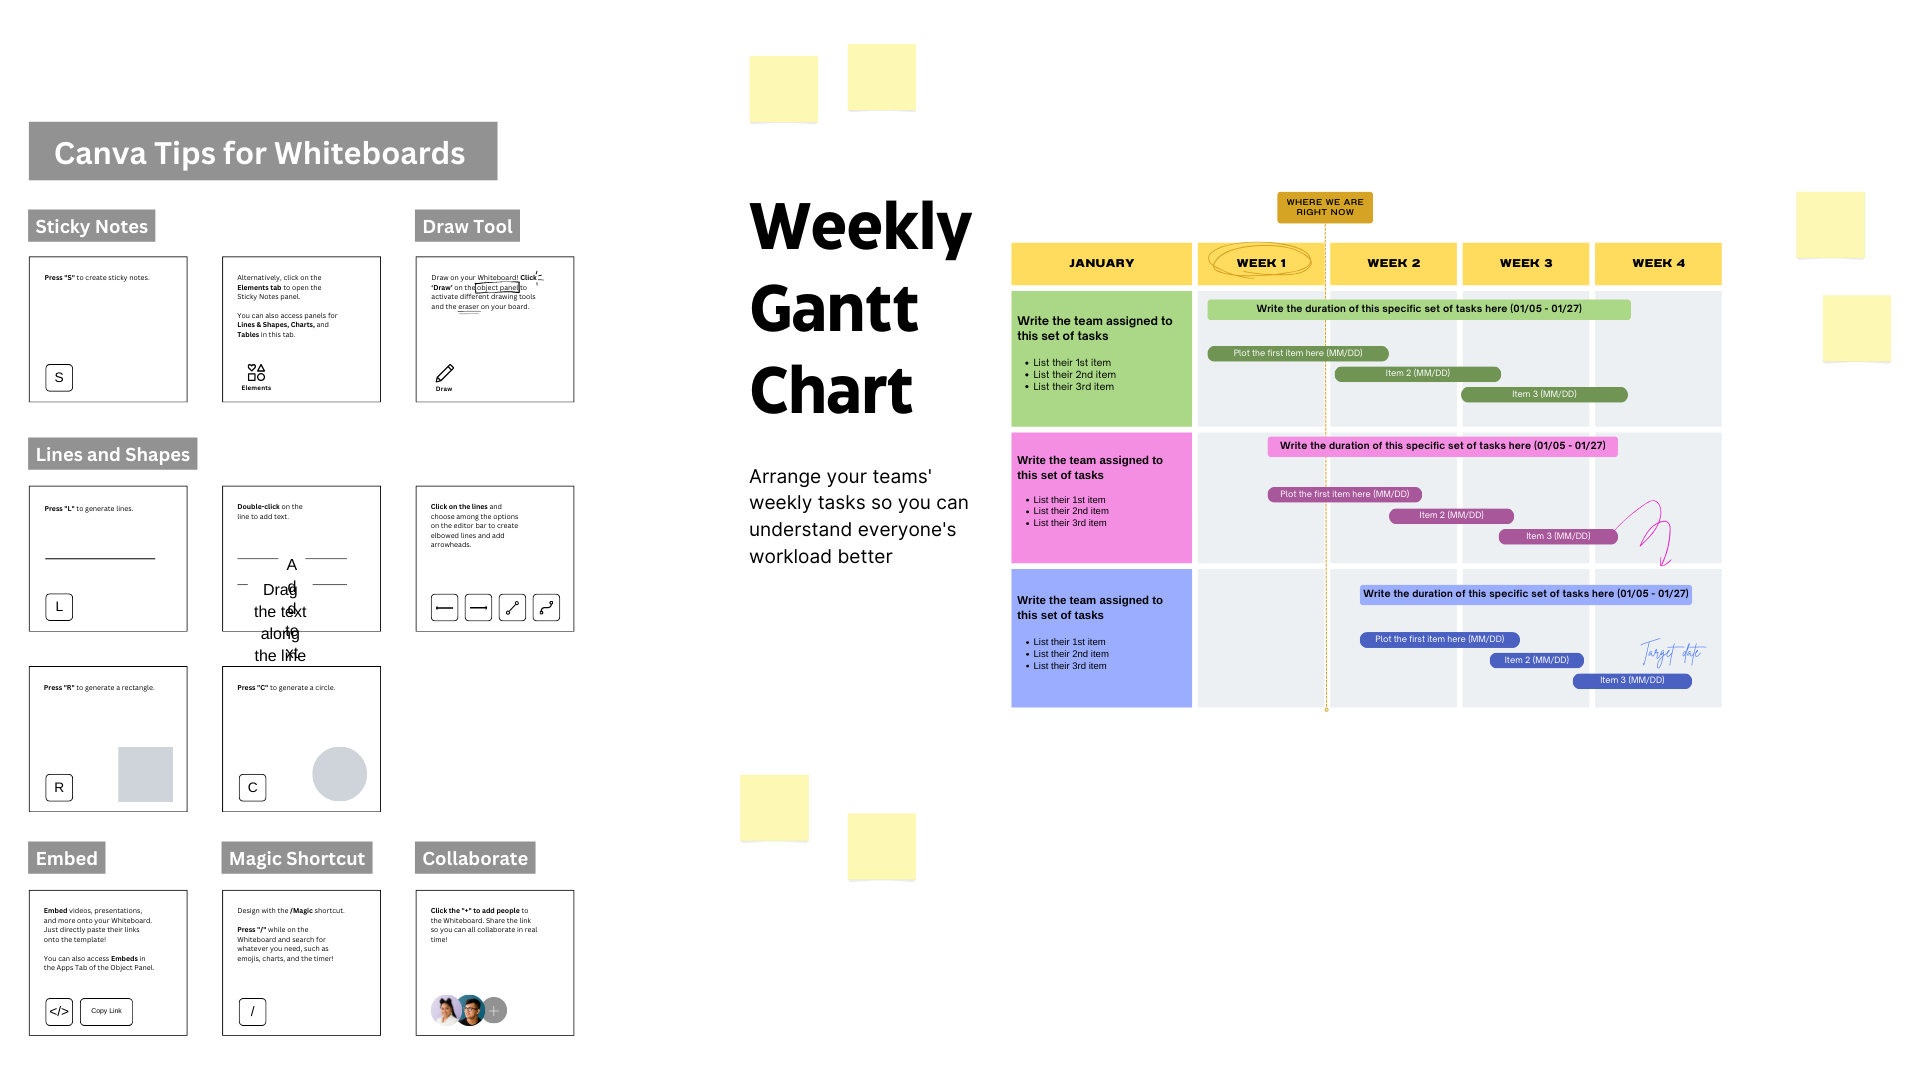 Canva Tips for Whiteboards
Sticky Notes
Press "S" to create sticky notes.
S
Alternatively, click on the
Elements tab to open the
Sticky Notes panel.
You can also access panels for
Lines & Shapes, Charts, and
Tables in this tab.
Elements
Draw Tool
Draw on your Whiteboard! Click
"Draw" on the object panel to
activate different drawing tools
and the eraser on your board.
Draw
Lines and Shapes
Press "L" to generate lines.
L
Double-click on the
line to add text.
A
d
d
to
xt
Drag
the text
along
the line
Click on the lines and
choose among the options
on the editor bar to create
elbowed lines and add
arrowheads.
Press "R" to generate a rectangle.
R
Press "C" to generate a circle.
C
Embed
Embed videos, presentations,
and more onto your Whiteboard.
Just directly paste their links
onto the template!
You can also access Embeds in
the Apps Tab of the Object Panel.
</>
Copy Link
Magic Shortcut
Design with the /Magic shortcut.
Press "/" while on the
Whiteboard and search for
whatever you need, such as
emojis, charts, and the timer!
/
Collaborate
Click the "+" to add people to
the Whiteboard. Share the link
so you can all collaborate in real
time!
Weekly
Gantt
Chart
Arrange your teams'
weekly tasks so you can
understand everyone's
workload better
WHERE WE ARE
RIGHT NOW
JANUARY
WEEK 1
WEEK 2
WEEK 3
WEEK 4
Write the team assigned to
this set of tasks
• List their 1st item
• List their 2nd item
• List their 3rd item
Write the duration of this specific set of tasks here (01/05 - 01/27)
Plot the first item here (MM/DD)
Item 2 (MM/DD)
Item 3 (MM/DD)
Write the team assigned to
this set of tasks
• List their 1st item
• List their 2nd item
• List their 3rd item
Write the duration of this specific set of tasks here (01/05 - 01/27)
Plot the first item here (MM/DD)
Item 2 (MM/DD)
Item 3 (MM/DD)
Write the team assigned to
this set of tasks
• List their 1st item
• List their 2nd item
• List their 3rd item
Write the duration of this specific set of tasks here (01/05 - 01/27)
Plot the first item here (MM/DD)
Item 2 (MM/DD)
Item 3 (MM/DD)
Target date